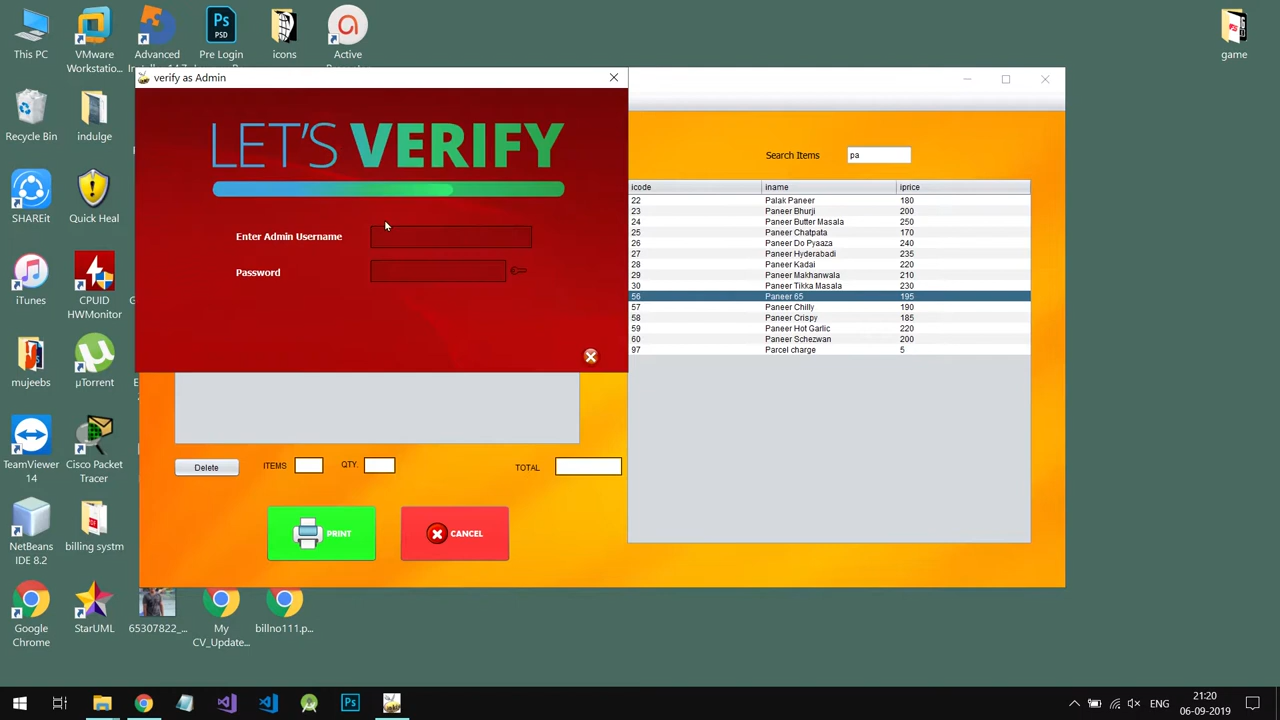 This PC
VMware Workstatio...
Advanced
Ps
PSD
Pre Login
icons
Active
game
Recycle Bin
indulge
SHAREit
Quick Heal
iTunes
CPUID HWMonitor
mujeebs
µTorrent
TeamViewer 14
Cisco Packet Tracer
NetBeans IDE 8.2
billing systm
Google Chrome
StarUML
65307822_...
My CV_Update...
billno111.p...
verify as Admin
LET'S VERIFY
Enter Admin Username
Password
Search Items pa
icode iname iprice
22 Palak Paneer 180
23 Paneer Bhurji 200
24 Paneer Butter Masala 250
25 Paneer Chatpata 170
26 Paneer Do Pyaaza 240
27 Paneer Hyderabadi 235
28 Paneer Kadai 220
29 Paneer Makhanwala 210
30 Paneer Tikka Masala 230
56 Paneer 65 195
57 Paneer Chilly 190
58 Paneer Crispy 185
59 Paneer Hot Garlic 220
60 Paneer Schezwan 200
97 Parcel charge 5
Delete ITEMS QTY. TOTAL
PRINT CANCEL
Ps
ENG
21:20
06-09-2019